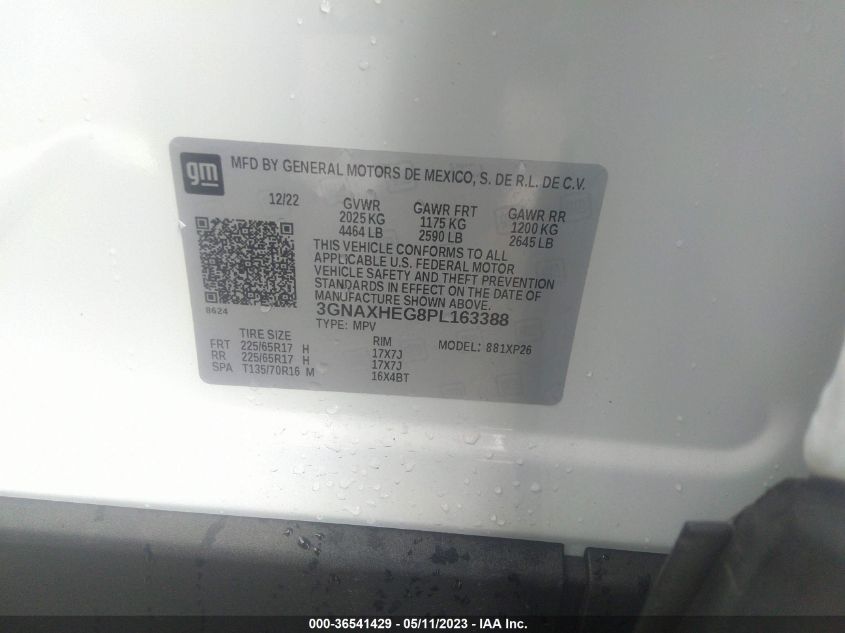 gm
MFD BY GENERAL MOTORS DE MEXICO, S. DE R.L. DE C.V.
12/22 GVWR GAWR FRT GAWR RR
2025 KG 1175 KG 1200 KG
4464 LB 2590 LB 2645 LB
THIS VEHICLE CONFORMS TO ALL
APPLICABLE U.S. FEDERAL MOTOR
VEHICLE SAFETY AND THEFT PREVENTION
STANDARDS IN EFFECT ON THE DATE OF
MANUFACTURE SHOWN ABOVE.
8624
3GNAXHEG8PL163388
TYPE: MPV
TIRE SIZE RIM MODEL: 881XP26
FRT 225/65R17 H 17X7J
RR 225/65R17 H 17X7J
SPA T135/70R16 M 16X4BT
000-36541429 - 05/11/2023 - IAA Inc.